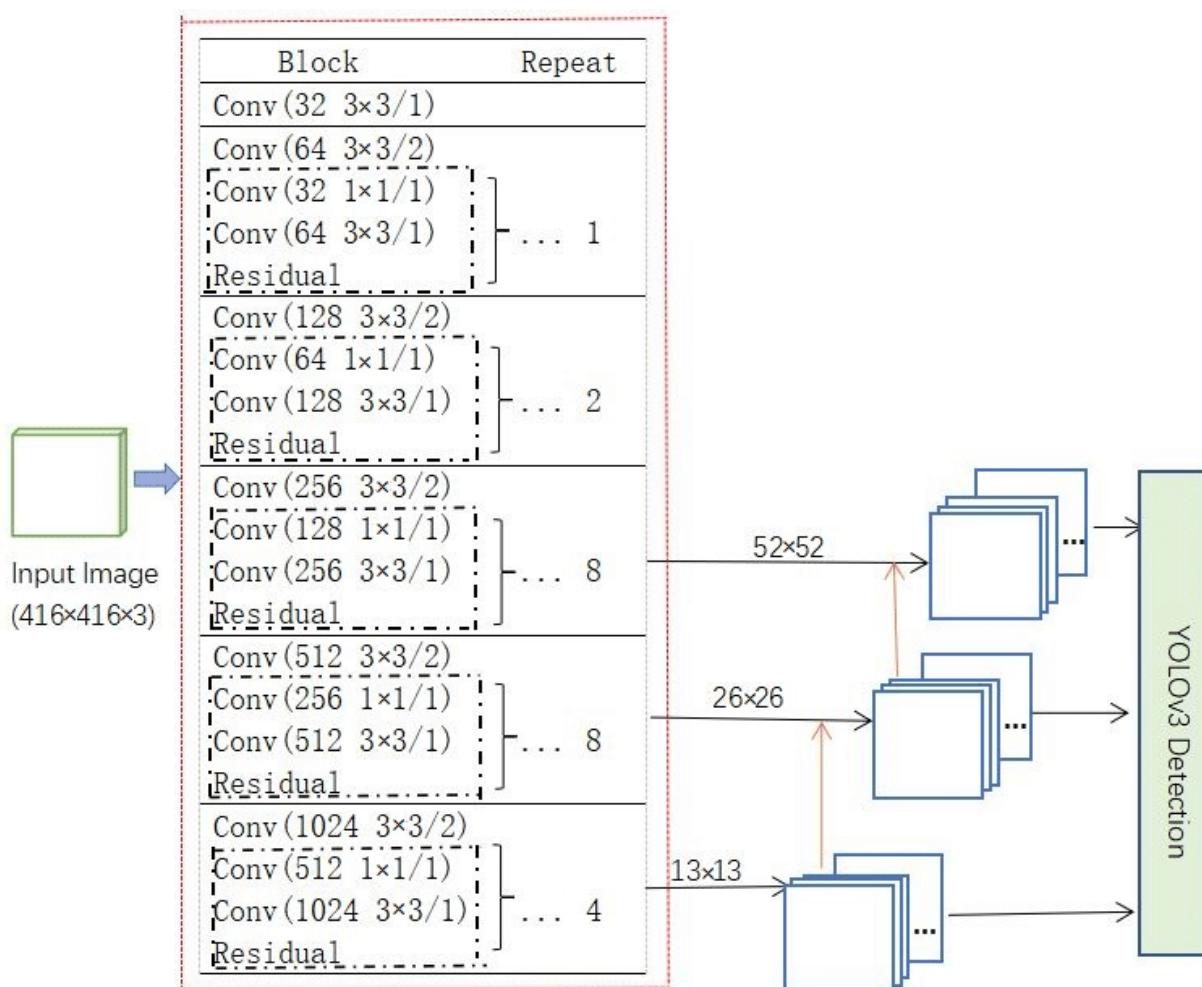 Block Repeat
Conv(32 3×3/1)
Conv(64 3×3/2)
Conv(32 1×1/1)
Conv(64 3×3/1)
... 1
Residual
Conv(128 3×3/2)
Conv(64 1×1/1)
Conv(128 3×3/1)
... 2
Residual
Conv(256 3×3/2)
Conv(128 1×1/1)
Conv(256 3×3/1)
... 8
Residual
Conv(512 3×3/2)
Conv(256 1×1/1)
Conv(512 3×3/1)
... 8
Residual
Conv(1024 3×3/2)
Conv(512 1×1/1)
Conv(1024 3×3/1)
... 4
Residual
Input Image
(416×416×3)
52×52
...
26×26
...
13×13
...
YOLOv3 Detection